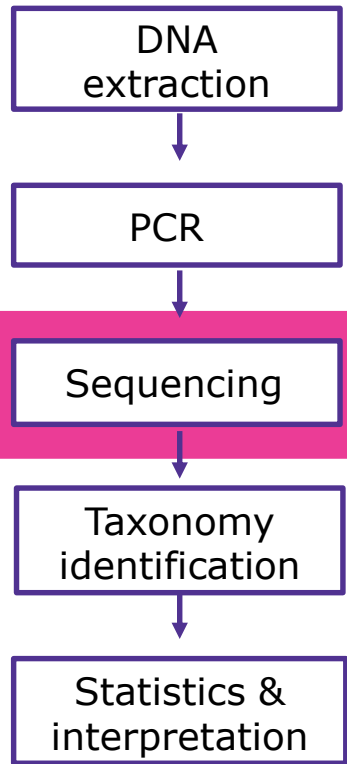 DNA
extraction
PCR
Sequencing
Taxonomy
identification
Statistics &
interpretation